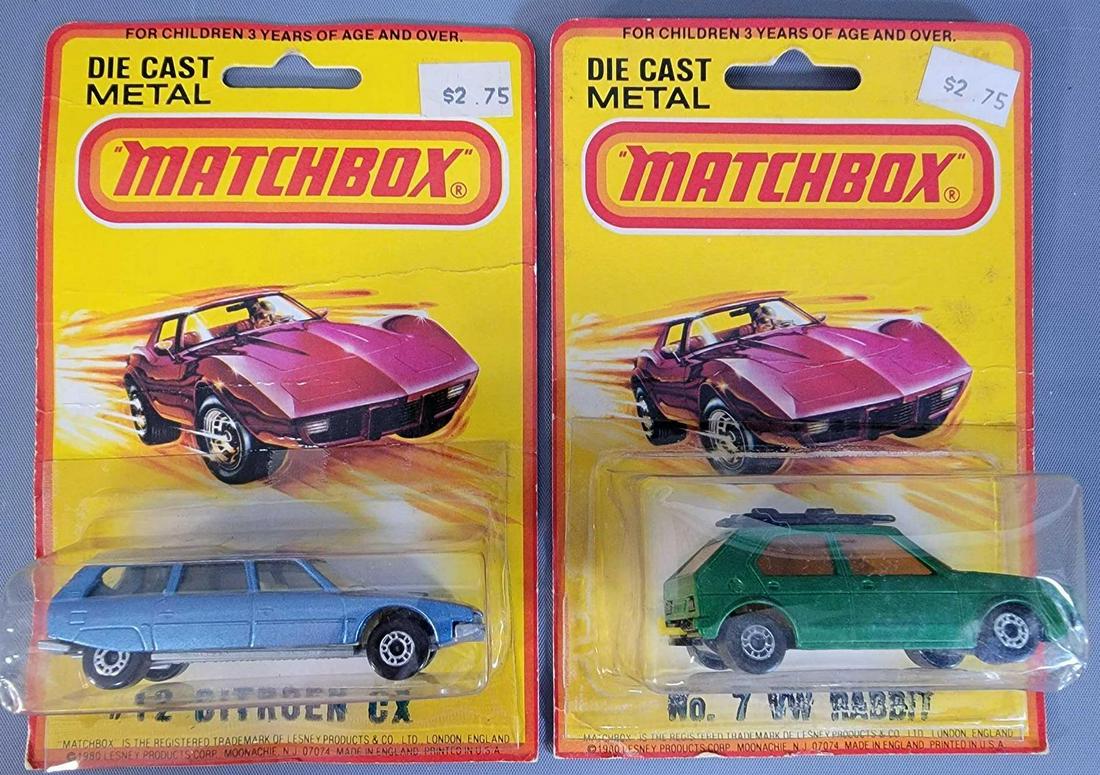 FOR CHILDREN 3 YEARS OF AGE AND OVER.
DIE CAST
METAL
$2.75
"MATCHBOX"®
#12 CITROEN CX
MATCHBOX IS THE REGISTERED TRADEMARK OF LESNEY PRODUCTS & CO. LTD. LONDON, ENGLAND
©1980 LESNEY PRODUCTS CORP. MOONACHIE, N.J. 07074 MADE IN ENGLAND, PRINTED IN U.S.A.
FOR CHILDREN 3 YEARS OF AGE AND OVER.
DIE CAST
METAL
$2.75
"MATCHBOX"®
No. 7 VW RABBIT
MATCHBOX IS THE REGISTERED TRADEMARK OF LESNEY PRODUCTS & CO. LTD. LONDON, ENGLAND
©1980 LESNEY PRODUCTS CORP. MOONACHIE, N.J. 07074 MADE IN ENGLAND. PRINTED IN U.S.A.